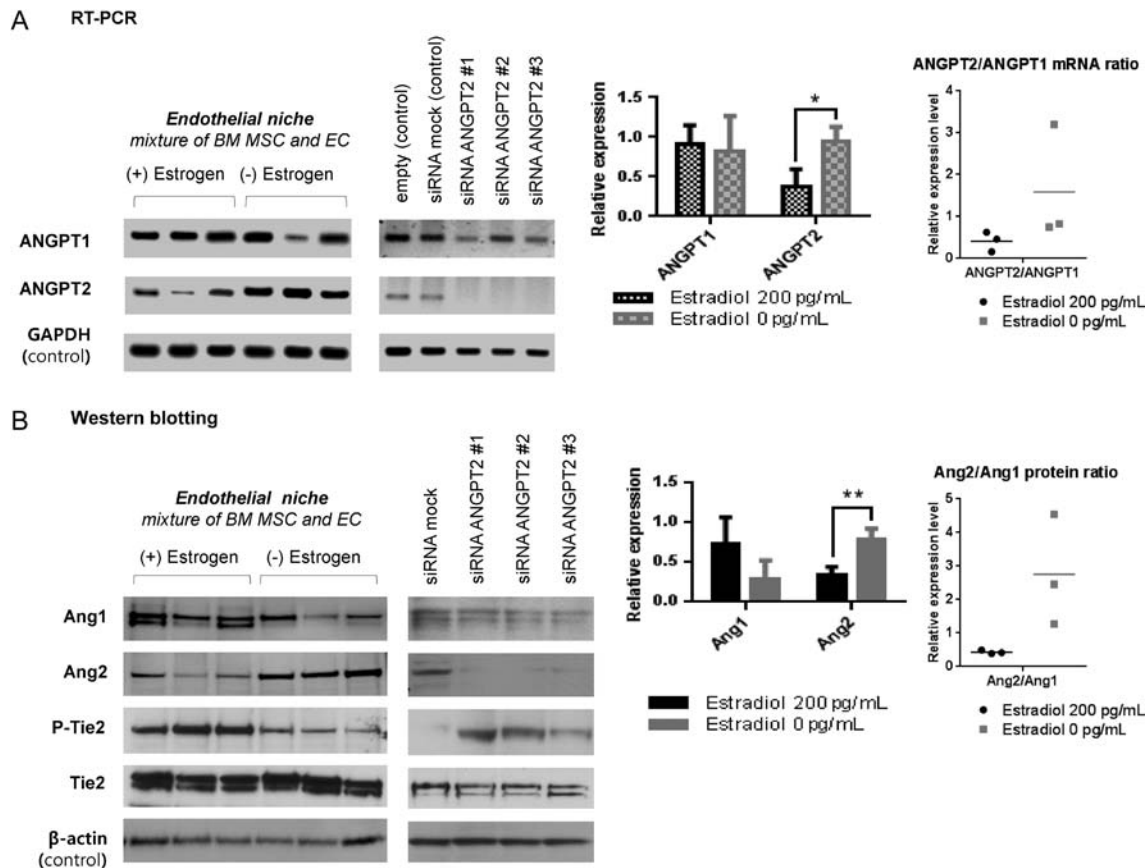 A RT-PCR
Endothelial niche
mixture of BM MSC and EC
(+) Estrogen (-) Estrogen
empty (control)
siRNA mock (control)
siRNA ANGPT2 #1
siRNA ANGPT2 #2
siRNA ANGPT2 #3
ANGPT1
ANGPT2
GAPDH
(control)
Relative expression
1.5
1.0
0.5
0.0
*
ANGPT1
ANGPT2
Estradiol 200 pg/mL
Estradiol 0 pg/mL
ANGPT2/ANGPT1 mRNA ratio
Relative expression level
4
3
2
1
0
ANGPT2/ANGPT1
Estradiol 200 pg/mL
Estradiol 0 pg/mL
B Western blotting
Endothelial niche
mixture of BM MSC and EC
(+) Estrogen (-) Estrogen
siRNA mock
siRNA ANGPT2 #1
siRNA ANGPT2 #2
siRNA ANGPT2 #3
Ang1
Ang2
P-Tie2
Tie2
β-actin
(control)
Relative expression
1.5
1.0
0.5
0.0
**
Ang1
Ang2
Estradiol 200 pg/mL
Estradiol 0 pg/mL
Ang2/Ang1 protein ratio
Relative expression level
5
4
3
2
1
0
Ang2/Ang1
Estradiol 200 pg/mL
Estradiol 0 pg/mL